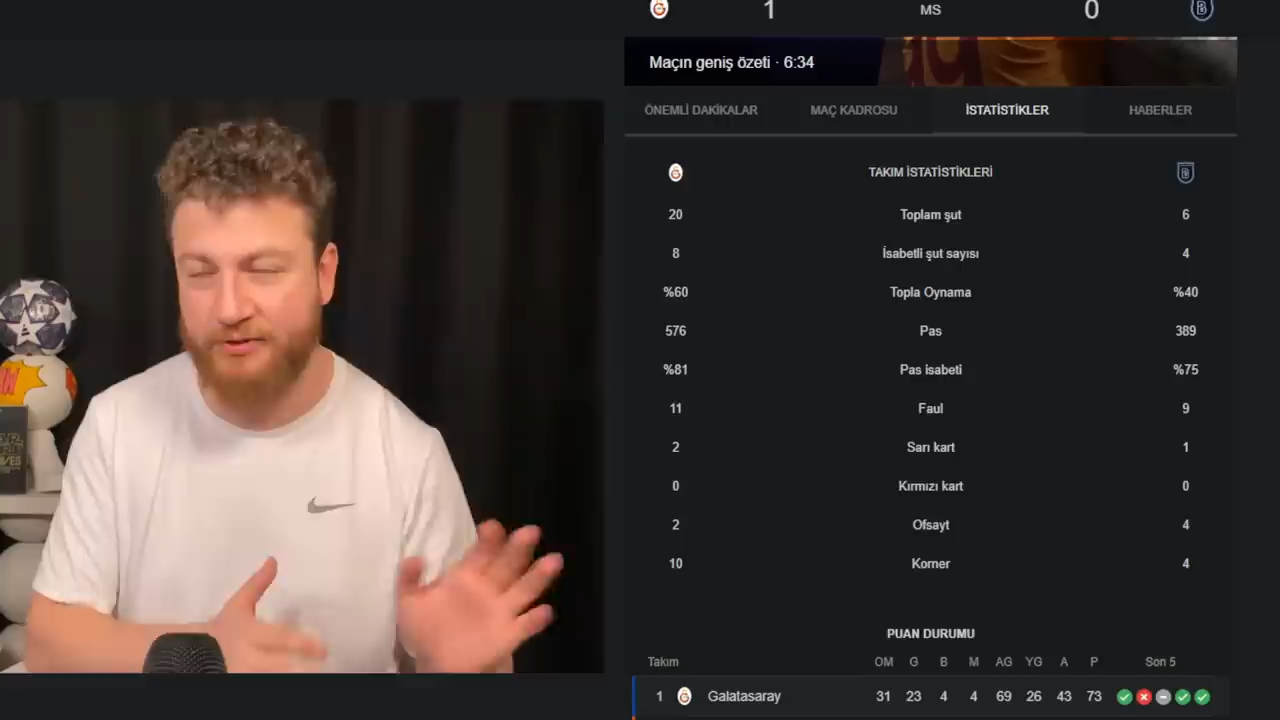 1 MS 0
Maçın geniş özeti · 6:34
ÖNEMLİ DAKİKALAR MAÇ KADROSU İSTATİSTİKLER HABERLER
TAKIM İSTATİSTİKLERİ
20 Toplam şut 6
8 İsabetli şut sayısı 4
%60 Topla Oynama %40
576 Pas 389
%81 Pas isabeti %75
11 Faul 9
2 Sarı kart 1
0 Kırmızı kart 0
2 Ofsayt 4
10 Korner 4
PUAN DURUMU
Takım OM G B M AG YG A P Son 5
1 Galatasaray 31 23 4 4 69 26 43 73